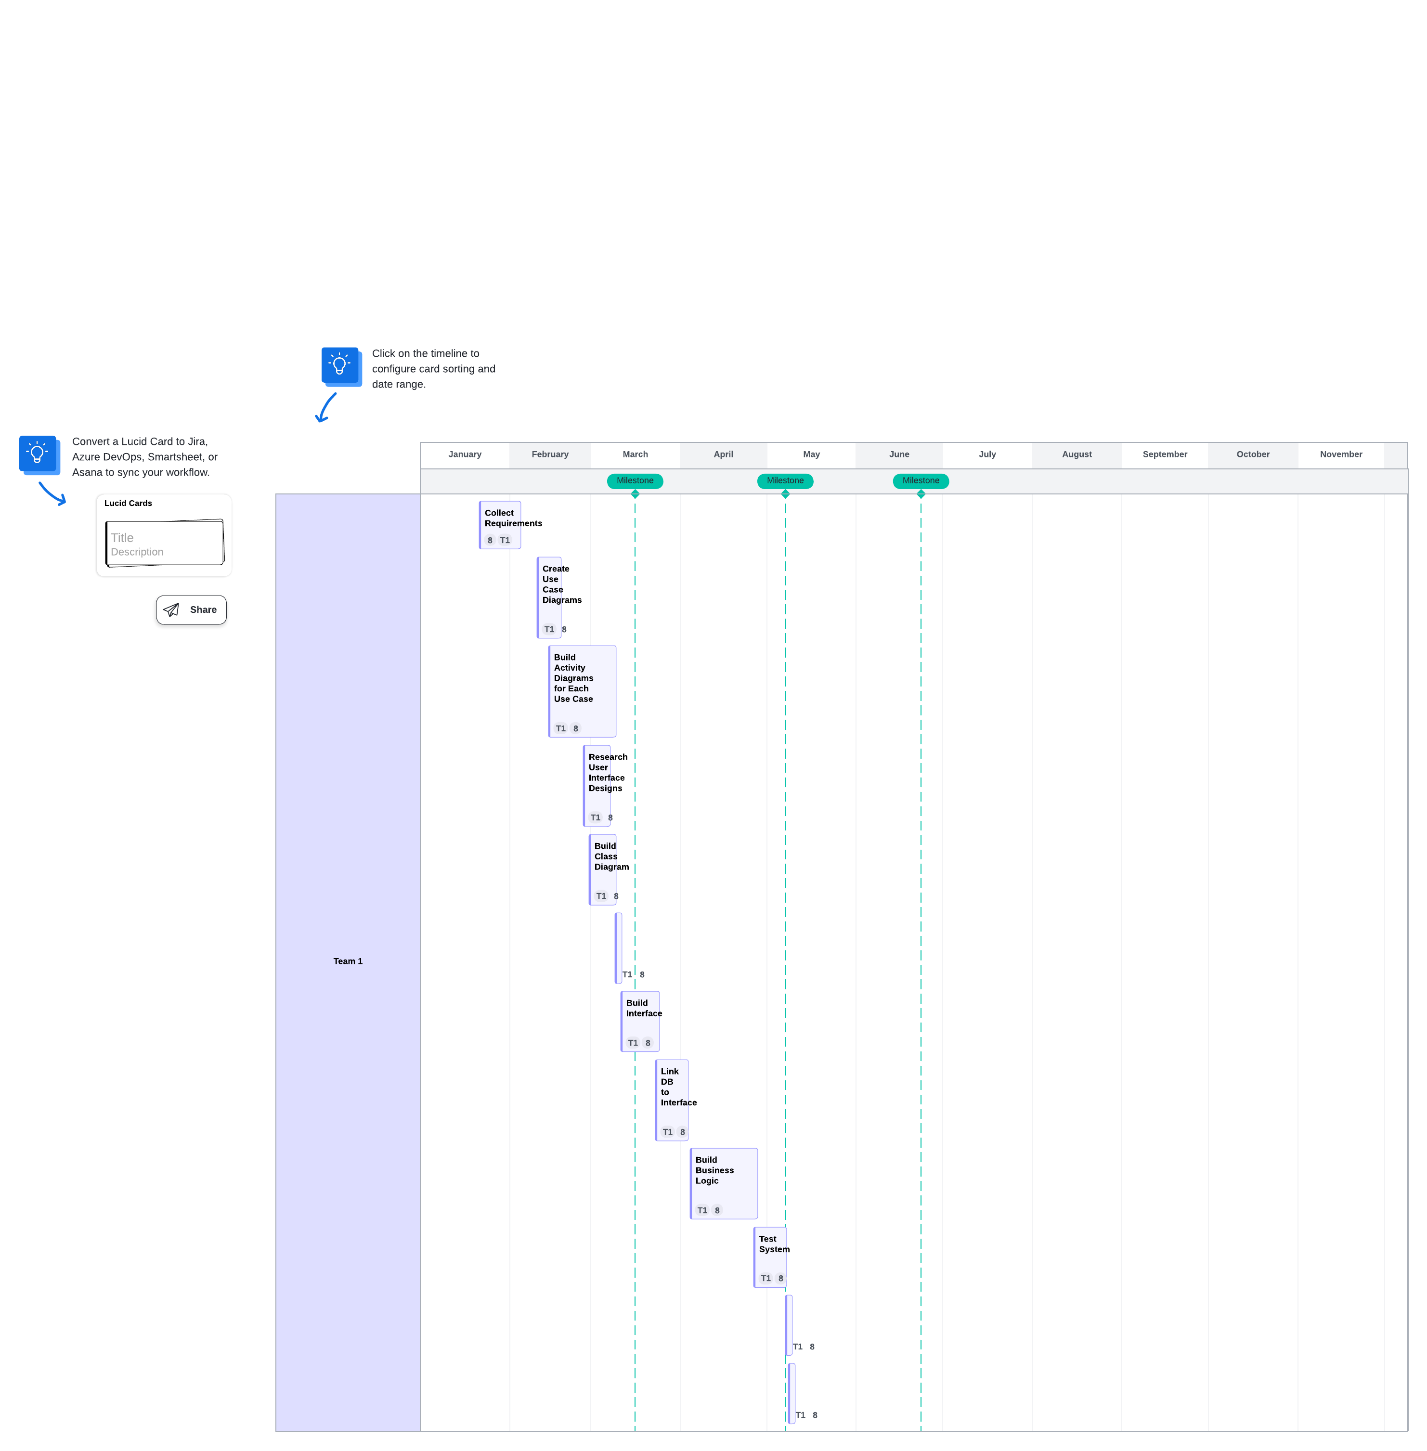 Click on the timeline to
configure card sorting and
date range.
Convert a Lucid Card to Jira,
Azure DevOps, Smartsheet, or
Asana to sync your workflow.
Lucid Cards
Title
Description
Share
January February March April May June July August September October November
Milestone Milestone Milestone
Team 1
Collect
Requirements
8 T1
Create
Use
Case
Diagrams
T1 8
Build
Activity
Diagrams
for Each
Use Case
T1 8
Research
User
Interface
Designs
T1 8
Build
Class
Diagram
T1 8
T1 8
Build
Interface
T1 8
Link
DB
to
Interface
T1 8
Build
Business
Logic
T1 8
Test
System
T1 8
T1 8
T1 8